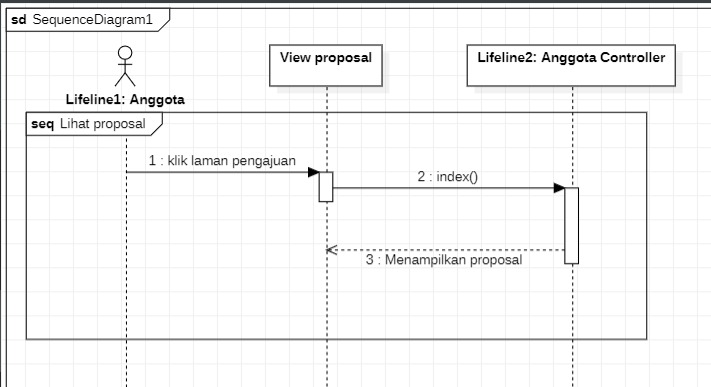 sd SequenceDiagram1
View proposal
Lifeline2: Anggota Controller
Lifeline1: Anggota
seq Lihat proposal
1 : klik laman pengajuan
2 : index()
3 : Menampilkan proposal